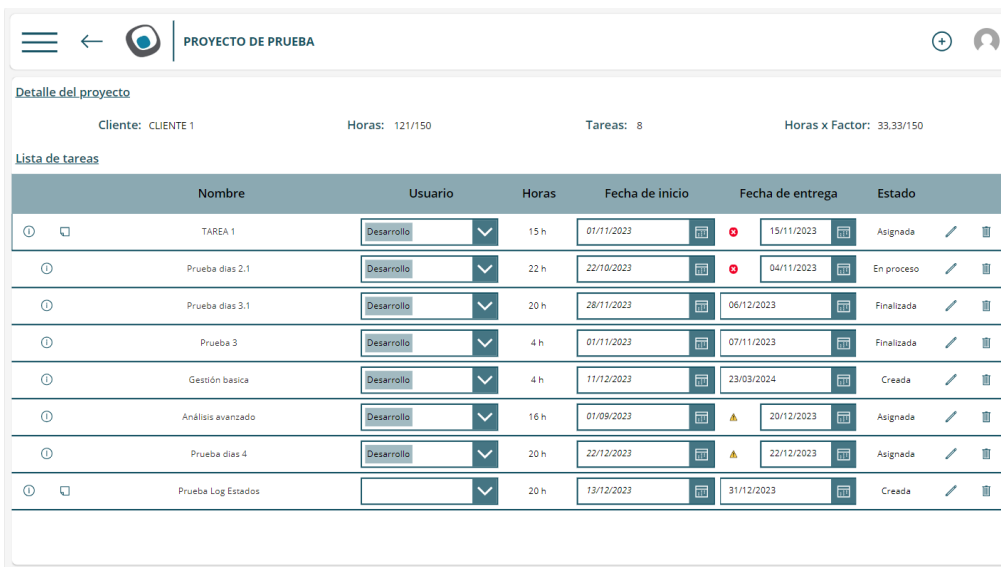 PROYECTO DE PRUEBA
Detalle del proyecto
Cliente: CLIENTE 1 Horas: 121/150 Tareas: 8 Horas x Factor: 33,33/150
Lista de tareas
Nombre Usuario Horas Fecha de inicio Fecha de entrega Estado
TAREA 1 Desarrollo 15 h 01/11/2023 15/11/2023 Asignada
Prueba dias 2.1 Desarrollo 22 h 22/10/2023 04/11/2023 En proceso
Prueba dias 3.1 Desarrollo 20 h 28/11/2023 06/12/2023 Finalizada
Prueba 3 Desarrollo 4 h 01/11/2023 07/11/2023 Finalizada
Gestión basica Desarrollo 4 h 11/12/2023 23/03/2024 Creada
Análisis avanzado Desarrollo 16 h 01/09/2023 20/12/2023 Asignada
Prueba dias 4 Desarrollo 20 h 22/12/2023 22/12/2023 Asignada
Prueba Log Estados 20 h 13/12/2023 31/12/2023 Creada